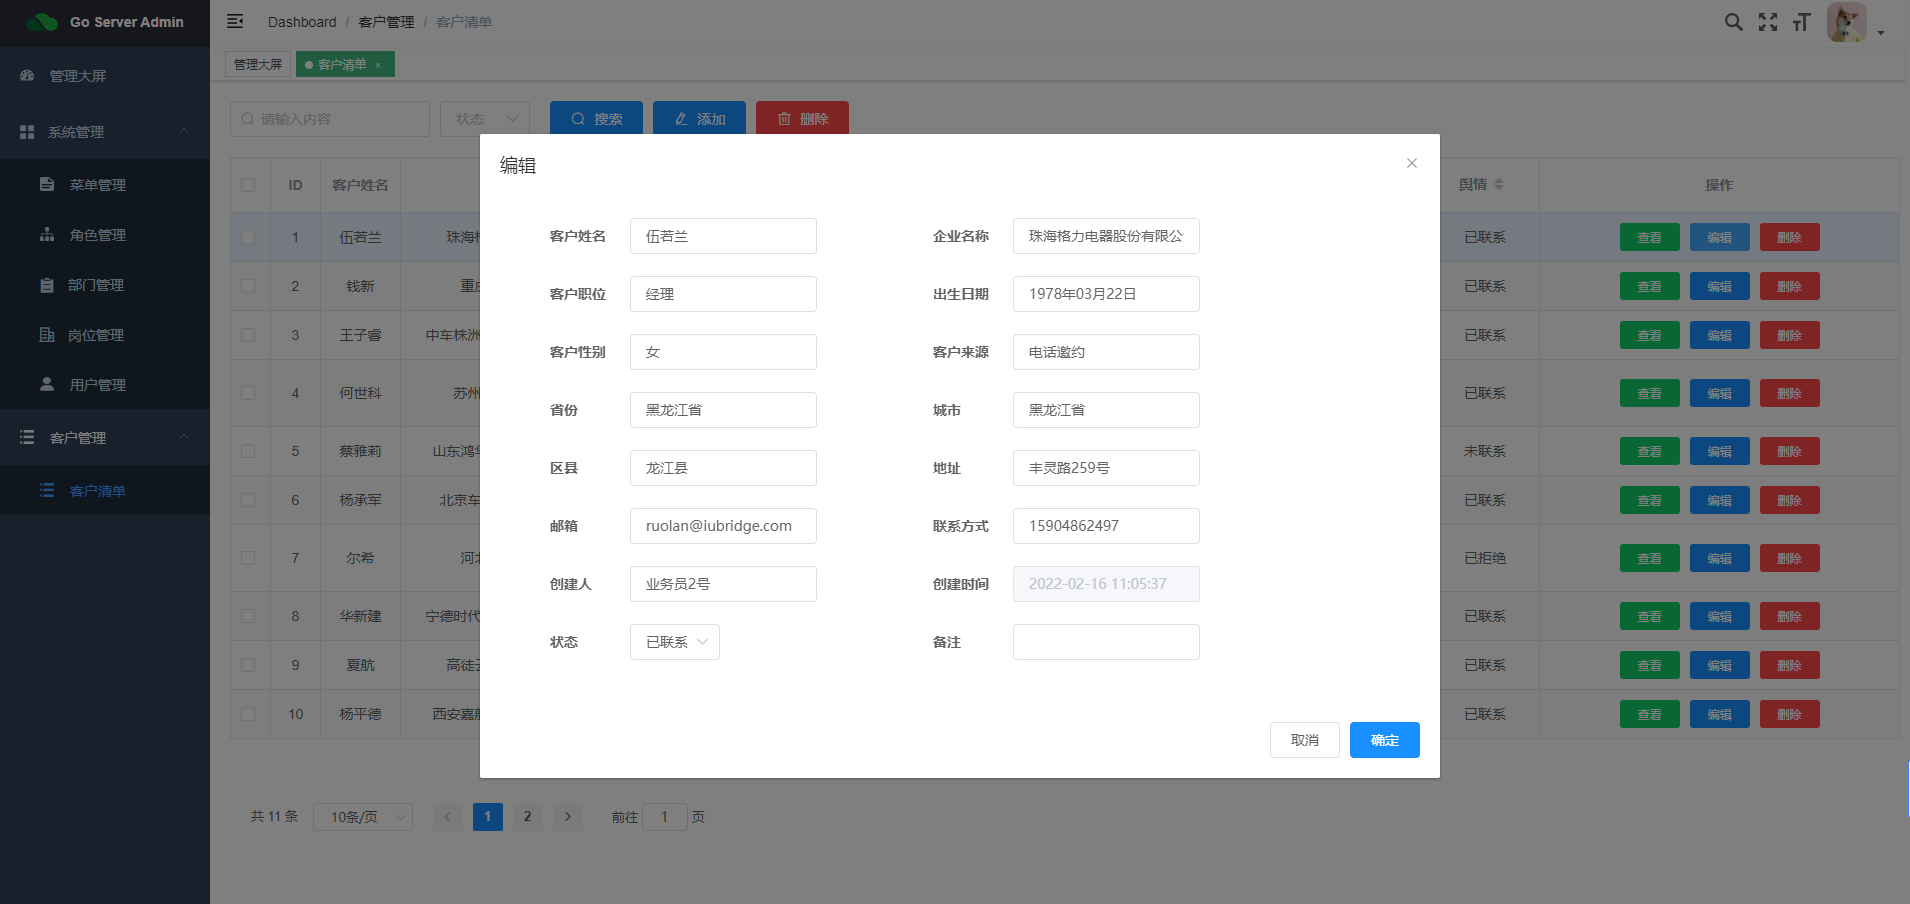 Go Server Admin
Dashboard / 客户管理 / 客户清单
管理大屏
客户清单 ×
管理大屏
系统管理
菜单管理
角色管理
部门管理
岗位管理
用户管理
客户管理
客户清单
请输入内容 状态 搜索 添加 删除
ID 客户姓名 舆情 操作
1 伍若兰 珠海 已联系 查看 编辑 删除
2 钱新 重 已联系 查看 编辑 删除
3 王子睿 中车株洲 已联系 查看 编辑 删除
4 何世科 苏州 已联系 查看 编辑 删除
5 蔡雅莉 山东鸿 未联系 查看 编辑 删除
6 杨承军 北京车 已联系 查看 编辑 删除
7 尔希 河 已拒绝 查看 编辑 删除
8 华新建 宁德时代 已联系 查看 编辑 删除
9 夏航 高徒 已联系 查看 编辑 删除
10 杨平德 西安嘉 已联系 查看 编辑 删除
编辑
客户姓名 伍若兰 企业名称 珠海格力电器股份有限公
客户职位 经理 出生日期 1978年03月22日
客户性别 女 客户来源 电话邀约
省份 黑龙江省 城市 黑龙江省
区县 龙江县 地址 丰灵路259号
邮箱 ruolan@iubridge.com 联系方式 15904862497
创建人 业务员2号 创建时间 2022-02-16 11:05:37
状态 已联系 备注
取消 确定
共 11 条 10条/页 1 2 前往 1 页